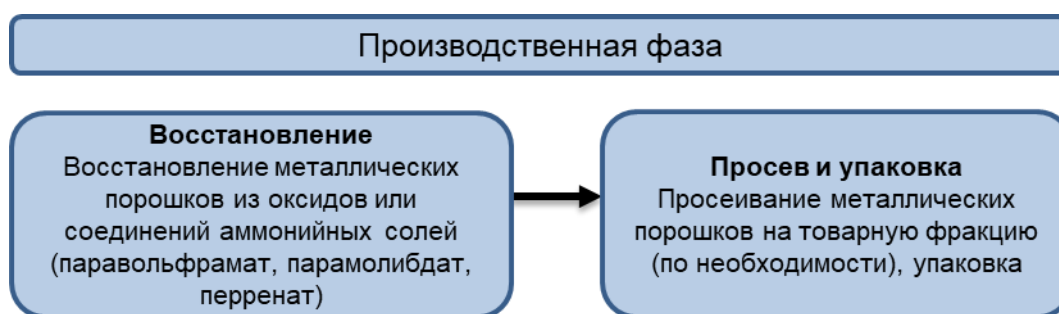 Производственная фаза
Восстановление
Восстановление металлических
порошков из оксидов или
соединений аммонийных солей
(паравольфрамат, парамолибдат,
перренат)
Просев и упаковка
Просеивание металлических
порошков на товарную фракцию
(по необходимости), упаковка